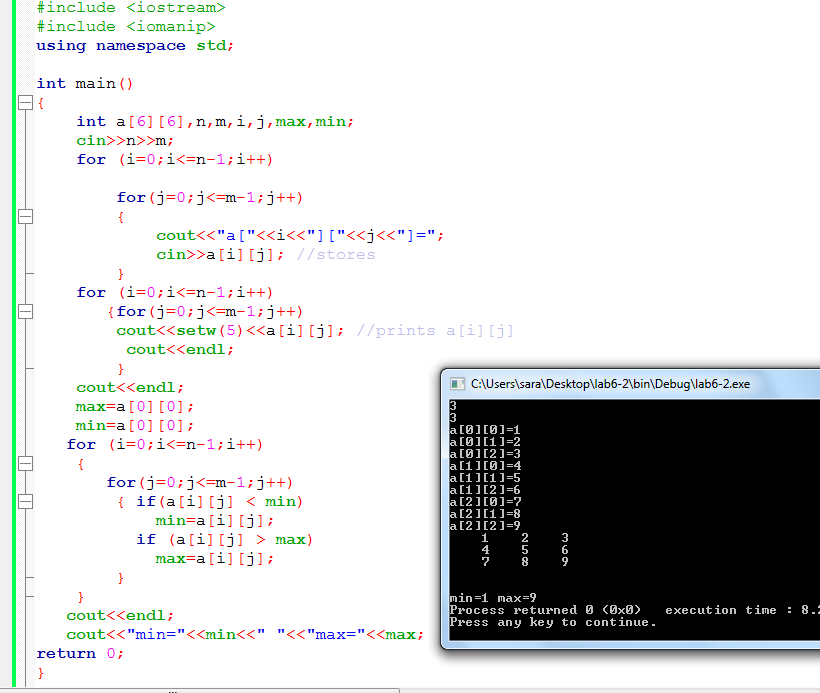 #include <iostream>
#include <iomanip>
using namespace std;
int main()
{
int a[6][6],n,m,i,j,max,min;
cin>>n>>m;
for (i=0;i<=n-1;i++)
for(j=0;j<=m-1;j++)
{
cout<<"a["<<i<<"]["<<j<<"]=";
cin>>a[i][j]; //stores
}
for (i=0;i<=n-1;i++)
{for(j=0;j<=m-1;j++)
cout<<setw(5)<<a[i][j]; //prints a[i][j]
cout<<endl;
}
cout<<endl;
max=a[0][0];
min=a[0][0];
for (i=0;i<=n-1;i++)
{
for(j=0;j<=m-1;j++)
{ if(a[i][j] < min)
min=a[i][j];
if (a[i][j] > max)
max=a[i][j];
}
}
cout<<endl;
cout<<"min="<<min<<" "<<"max="<<max;
return 0;
}
C:\Users\sara\Desktop\lab6-2\bin\Debug\lab6-2.exe
3
3
a[0][0]=1
a[0][1]=2
a[0][2]=3
a[1][0]=4
a[1][1]=5
a[1][2]=6
a[2][0]=7
a[2][1]=8
a[2][2]=9
1 2 3
4 5 6
7 8 9
min=1 max=9
Process returned 0 (0x0) execution time : 8.2
Press any key to continue.